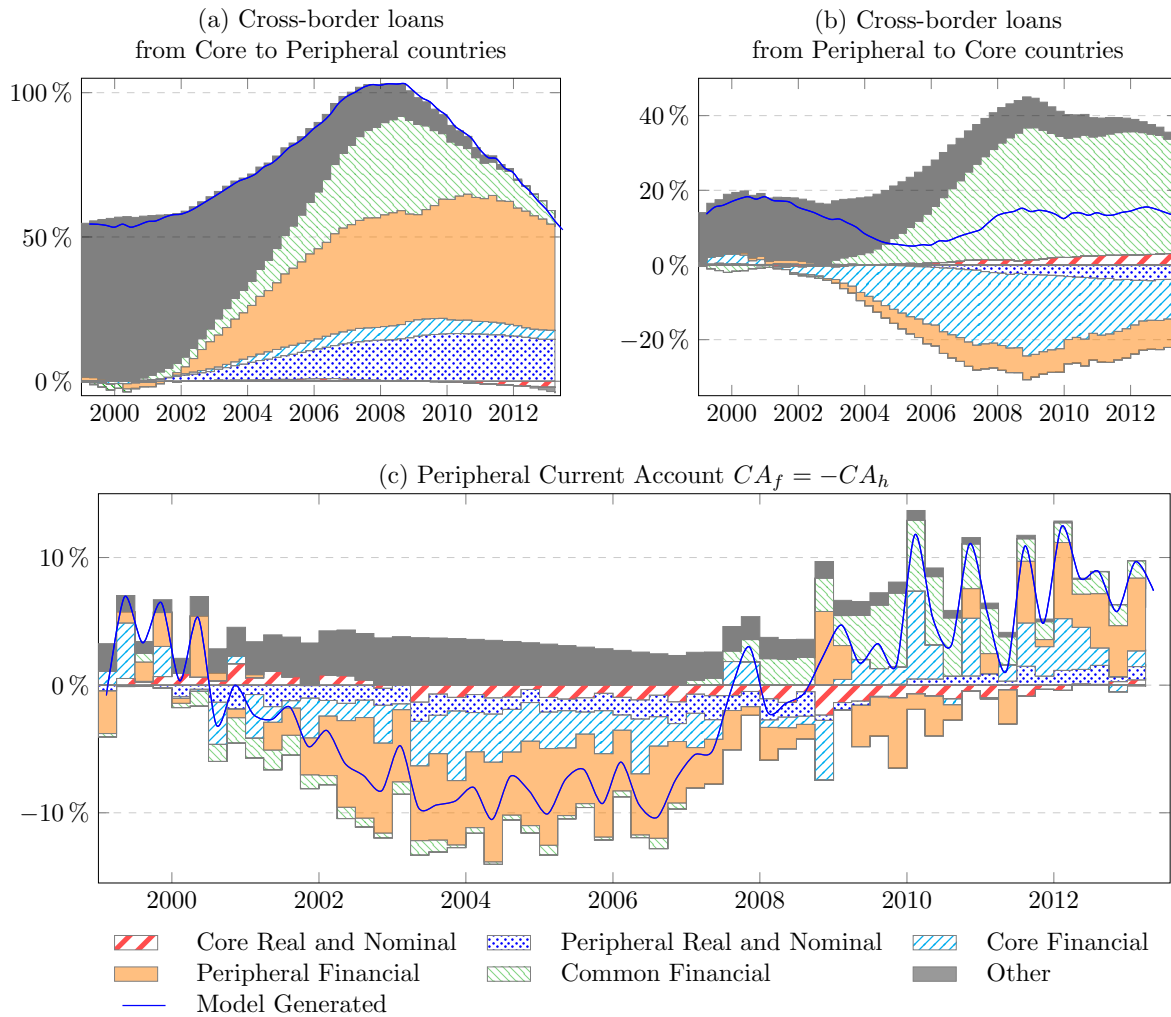 (a) Cross-border loans
from Core to Peripheral countries
(b) Cross-border loans
from Peripheral to Core countries
100 %
50 %
0 %
2000 2002 2004 2006 2008 2010 2012
40 %
20 %
0 %
−20 %
2000 2002 2004 2006 2008 2010 2012
(c) Peripheral Current Account CA_f = −CA_h
10 %
0 %
−10 %
2000 2002 2004 2006 2008 2010 2012
Core Real and Nominal Peripheral Real and Nominal Core Financial
Peripheral Financial Common Financial Other
Model Generated